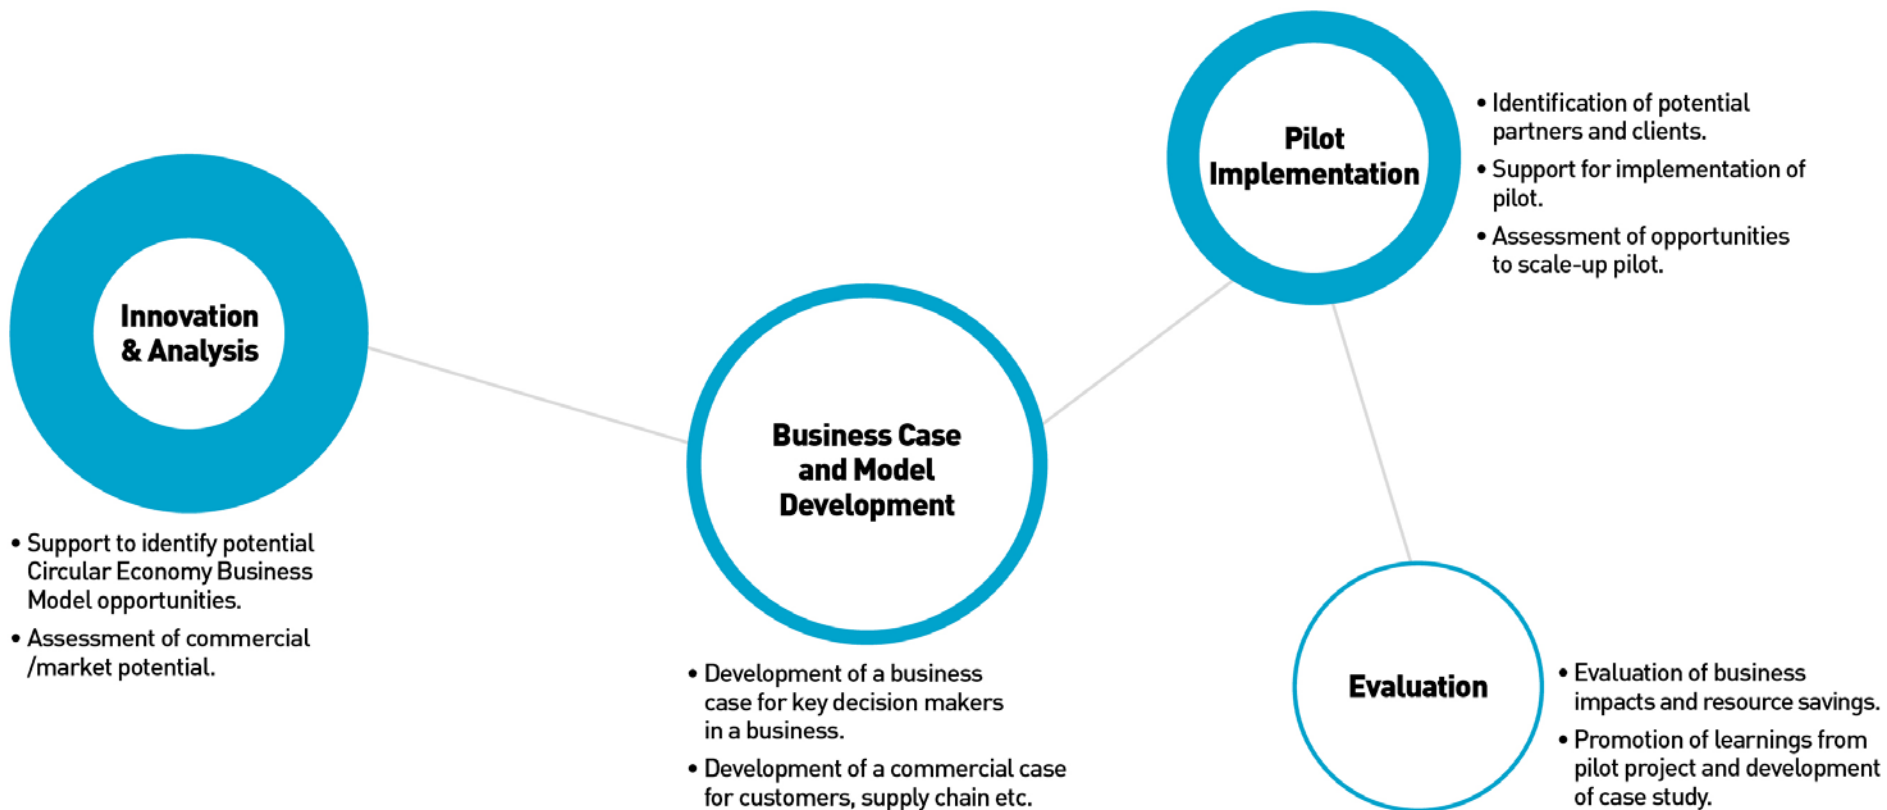 Innovation
& Analysis
• Support to identify potential
Circular Economy Business
Model opportunities.
• Assessment of commercial
/market potential.
Business Case
and Model
Development
• Development of a business
case for key decision makers
in a business.
• Development of a commercial case
for customers, supply chain etc.
Pilot
Implementation
• Identification of potential
partners and clients.
• Support for implementation of
pilot.
• Assessment of opportunities
to scale-up pilot.
Evaluation
• Evaluation of business
impacts and resource savings.
• Promotion of learnings from
pilot project and development
of case study.